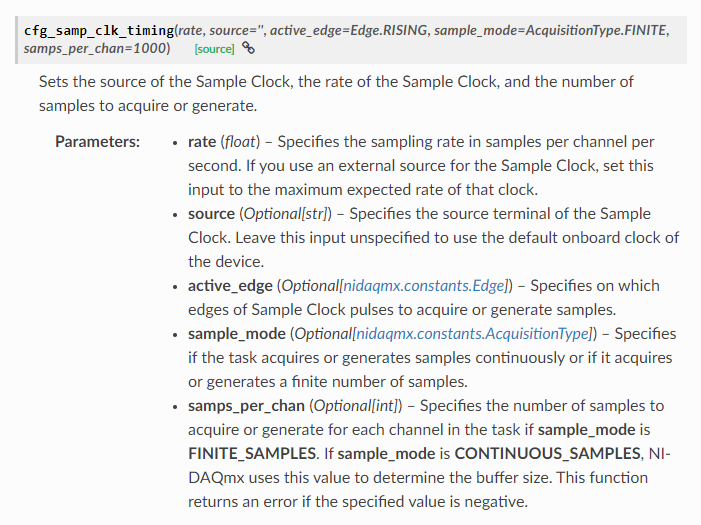 cfg_samp_clk_timing(rate, source='', active_edge=Edge.RISING, sample_mode=AcquisitionType.FINITE,
samps_per_chan=1000) [source]
Sets the source of the Sample Clock, the rate of the Sample Clock, and the number of
samples to acquire or generate.
Parameters:
• rate (float) – Specifies the sampling rate in samples per channel per
second. If you use an external source for the Sample Clock, set this
input to the maximum expected rate of that clock.
• source (Optional[str]) – Specifies the source terminal of the Sample
Clock. Leave this input unspecified to use the default onboard clock of
the device.
• active_edge (Optional[nidaqmx.constants.Edge]) – Specifies on which
edges of Sample Clock pulses to acquire or generate samples.
• sample_mode (Optional[nidaqmx.constants.AcquisitionType]) – Specifies
if the task acquires or generates samples continuously or if it acquires
or generates a finite number of samples.
• samps_per_chan (Optional[int]) – Specifies the number of samples to
acquire or generate for each channel in the task if sample_mode is
FINITE_SAMPLES. If sample_mode is CONTINUOUS_SAMPLES, NI-
DAQmx uses this value to determine the buffer size. This function
returns an error if the specified value is negative.